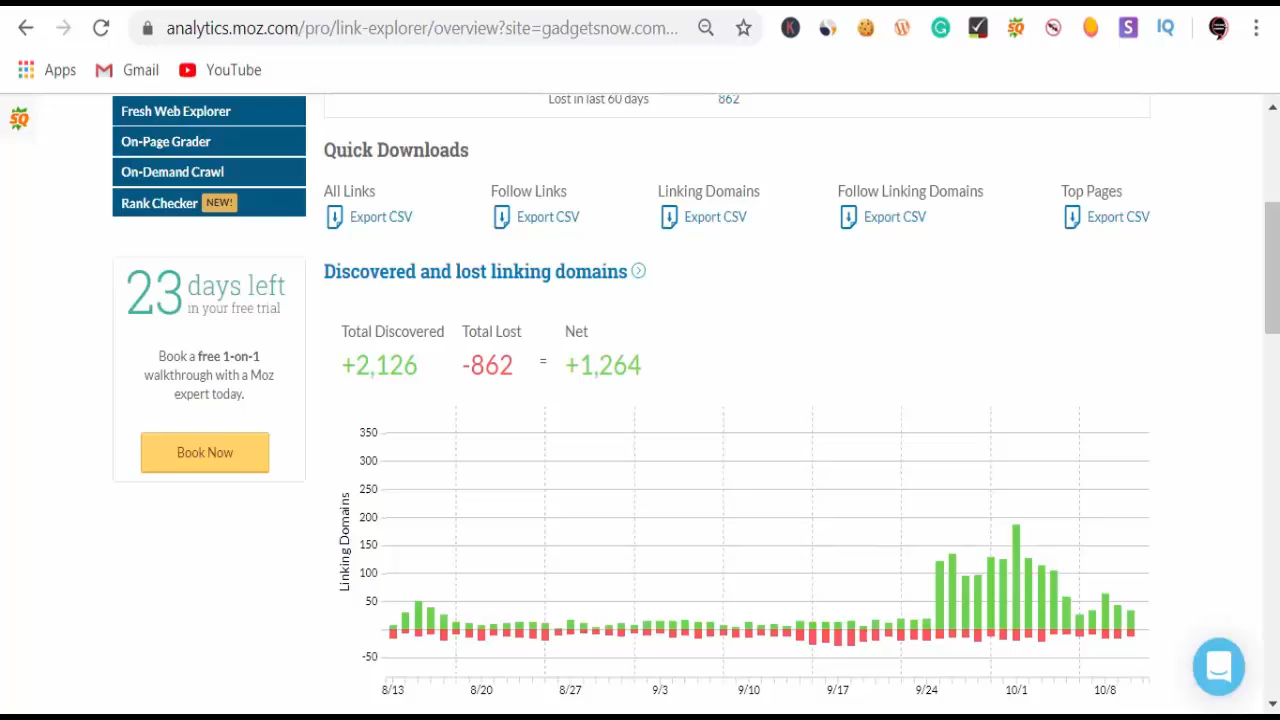 analytics.moz.com/pro/link-explorer/overview?site=gadgetsnow.com...
K
S
IQ
Apps
Gmail
YouTube
SQ
Fresh Web Explorer
On-Page Grader
On-Demand Crawl
Rank Checker NEW!
23 days left
in your free trial
Book a free 1-on-1
walkthrough with a Moz
expert today.
Book Now
Lost in last 60 days 862
Quick Downloads
All Links Follow Links Linking Domains Follow Linking Domains Top Pages
Export CSV Export CSV Export CSV Export CSV Export CSV
Discovered and lost linking domains
Total Discovered Total Lost Net
+2,126 -862 = +1,264
Linking Domains
350
300
250
200
150
100
50
-50
8/13 8/20 8/27 9/3 9/10 9/17 9/24 10/1 10/8